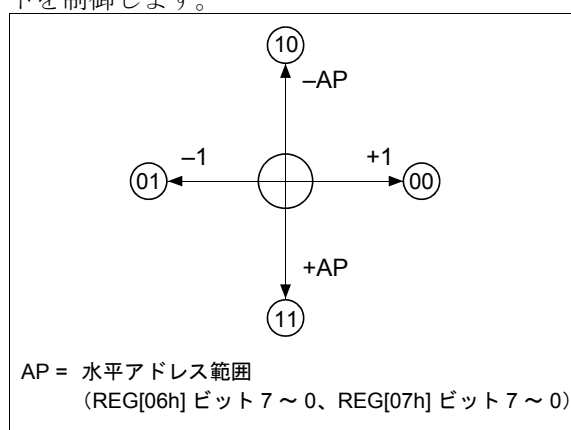 トを制御します。
10
–AP
–1
+1
01
00
+AP
11
AP = 水平アドレス範囲
（REG[06h] ビット 7 ～ 0、REG[07h] ビット 7 ～ 0）